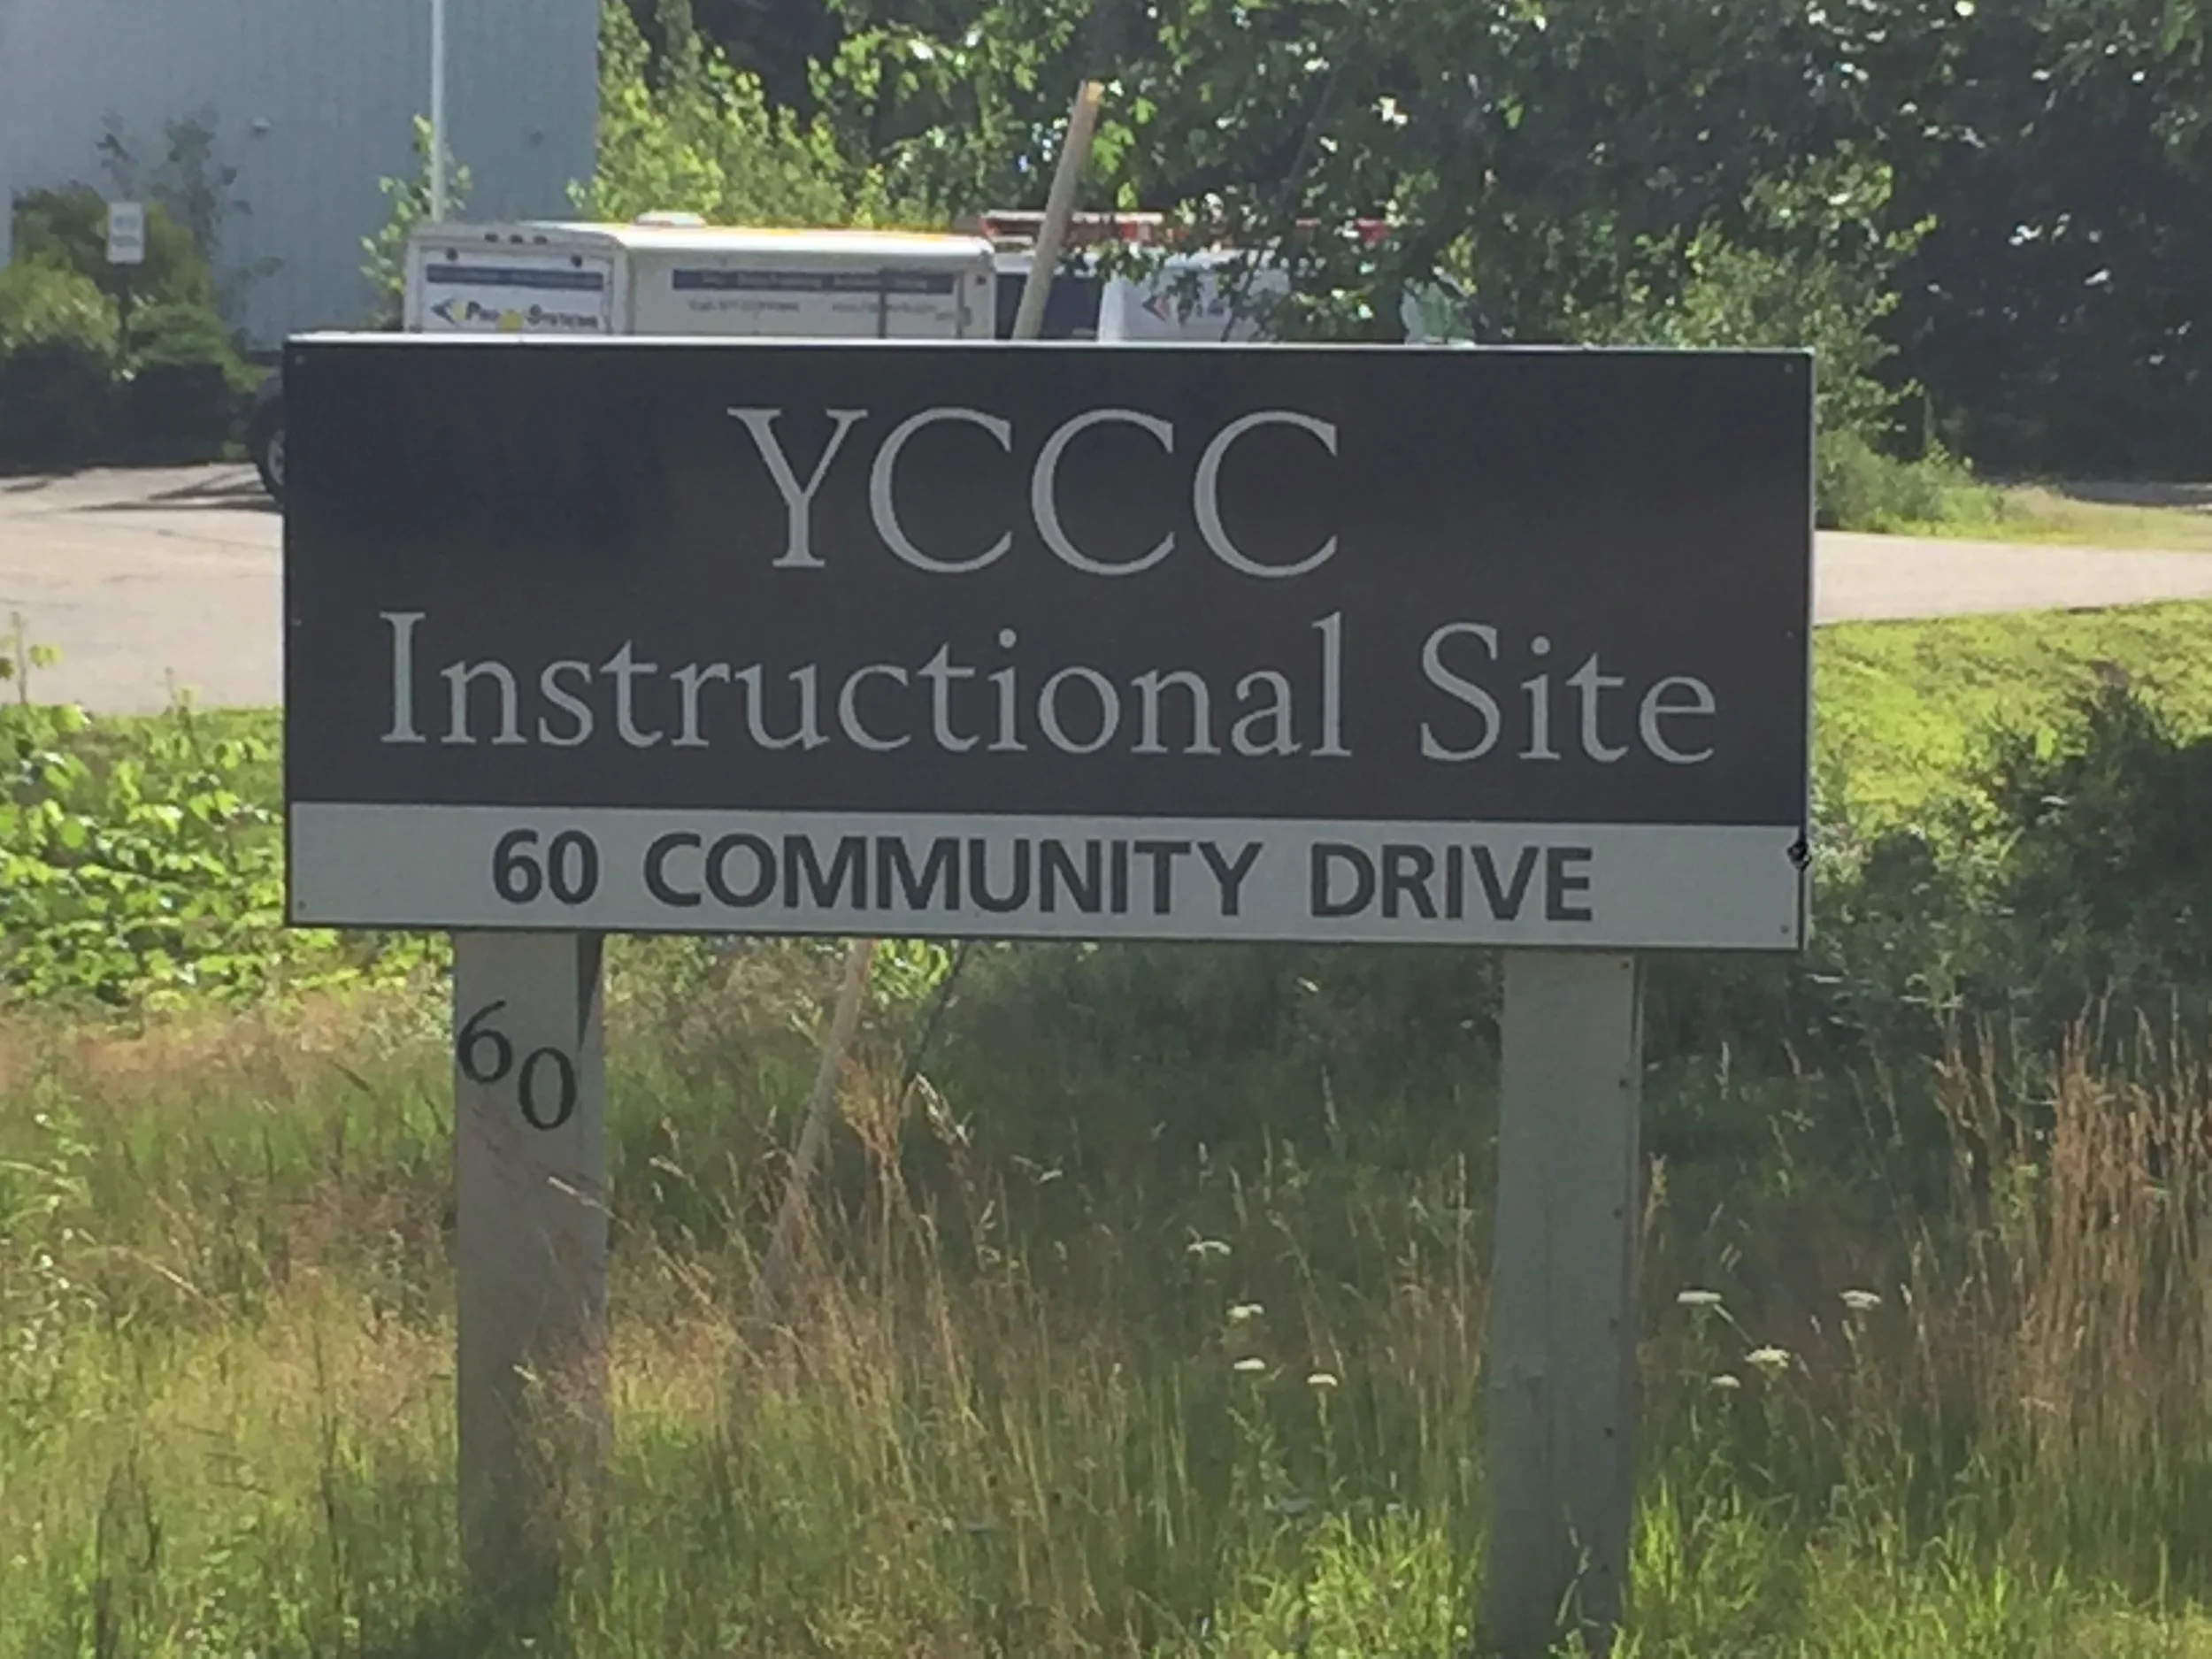 YCCC
Instructional Site
60 COMMUNITY DRIVE
60